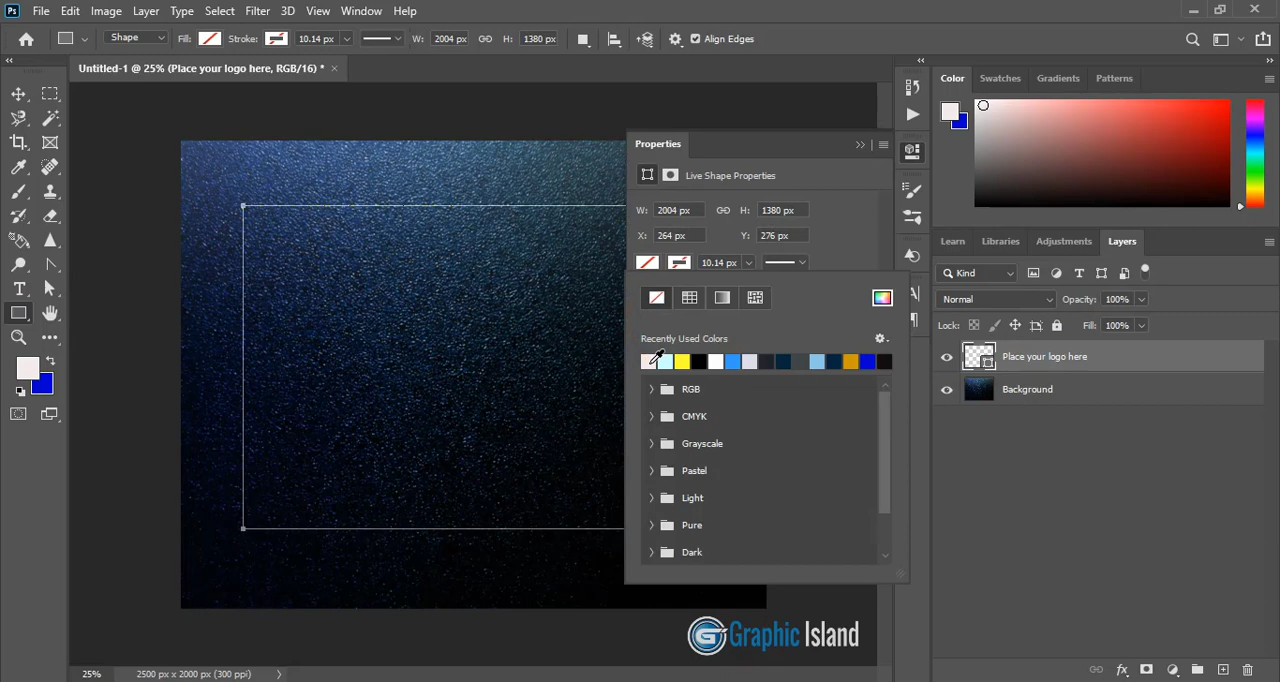 Ps File Edit Image Layer Type Select Filter 3D View Window Help
Shape Fill: Stroke: 10.14 px W: 2004 px H: 1380 px Align Edges
Untitled-1 @ 25% (Place your logo here, RGB/16) * ×
Color Swatches Gradients Patterns
Properties
Live Shape Properties
W: 2004 px H: 1380 px
X: 264 px Y: 276 px
10.14 px
Recently Used Colors
RGB
CMYK
Grayscale
Pastel
Light
Pure
Dark
Learn Libraries Adjustments Layers
Kind
Normal Opacity: 100%
Lock: Fill: 100%
Place your logo here
Background
Graphic Island
25% 2500 px x 2000 px (300 ppi)